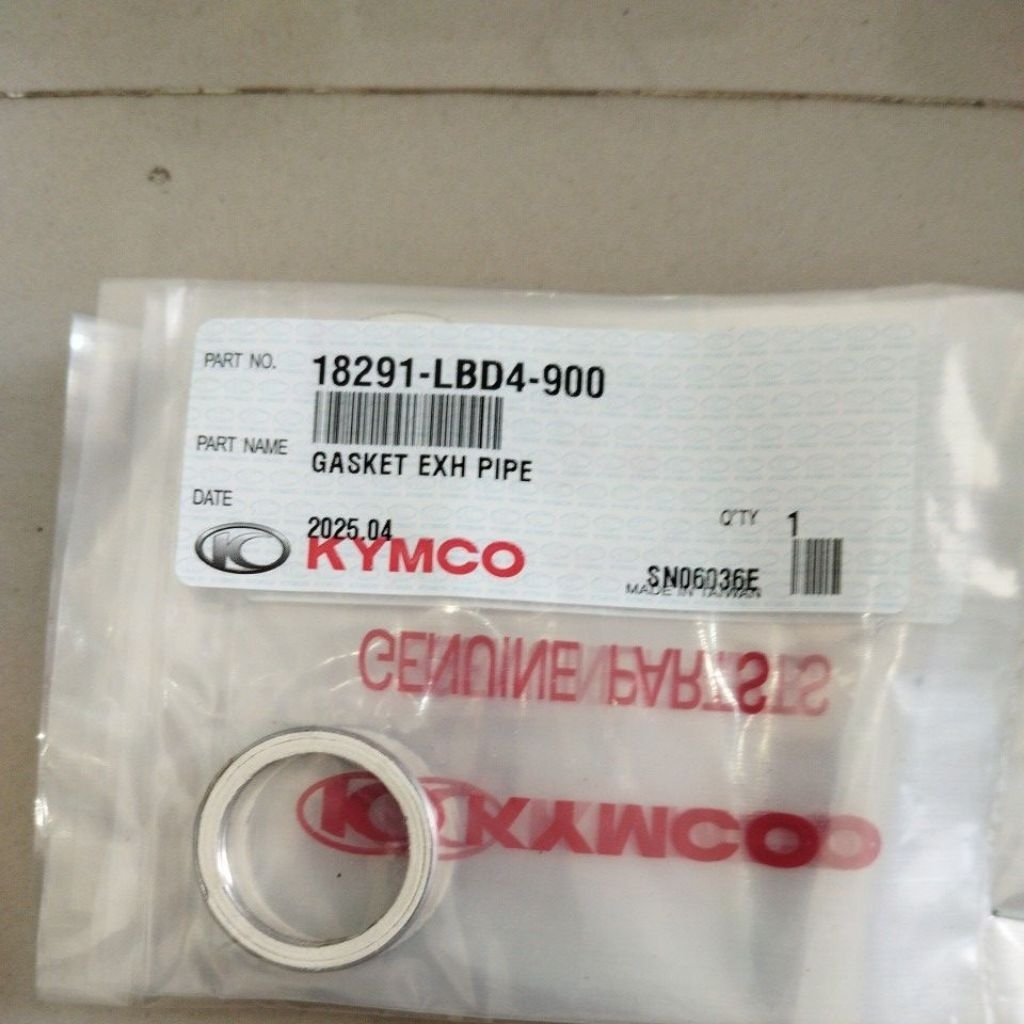 PART NO. 18291-LBD4-900
PART NAME GASKET EXH PIPE
DATE 2025.04
Q'TY 1
KYMCO
SN06036E
MADE IN TAIWAN
GENUINE PARTS
KYMCO